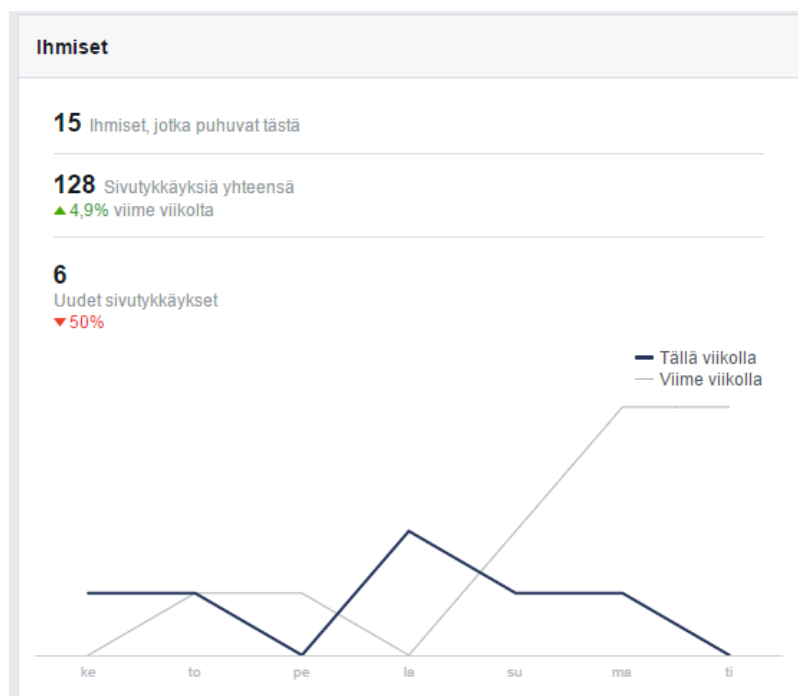 Ihmiset
15 Ihmiset, jotka puhuvat tästä
128 Sivutykkäyksiä yhteensä
4,9% viime viikolta
6
Uudet sivutykkäykset
50%
Tällä viikolla
Viime viikolla
ke to pe la su ma ti